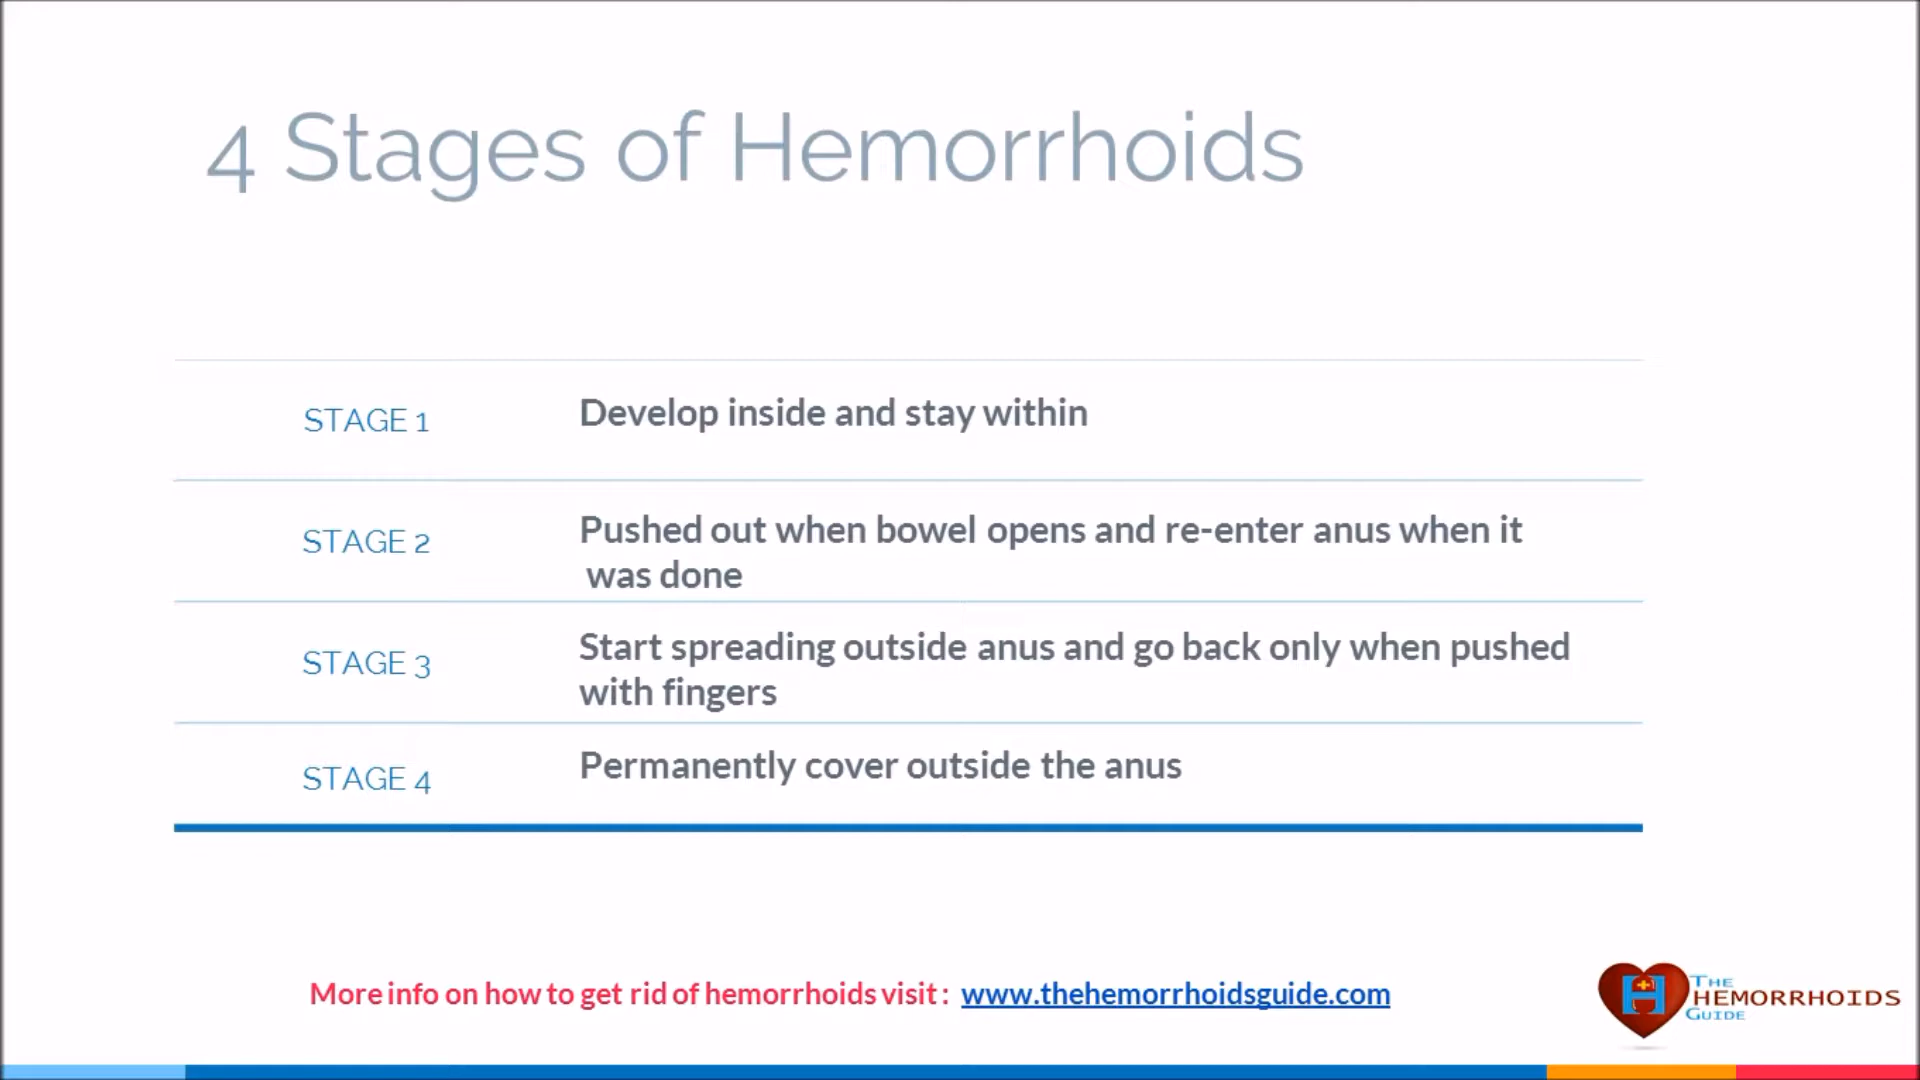 4 Stages of Hemorrhoids
STAGE 1
Develop inside and stay within
STAGE 2
Pushed out when bowel opens and re-enter anus when it
was done
STAGE 3
Start spreading outside anus and go back only when pushed
with fingers
STAGE 4
Permanently cover outside the anus
More info on how to get rid of hemorrhoids visit : www.thehemorrhoidsguide.com
H
THE
HEMORRHOIDS
GUIDE